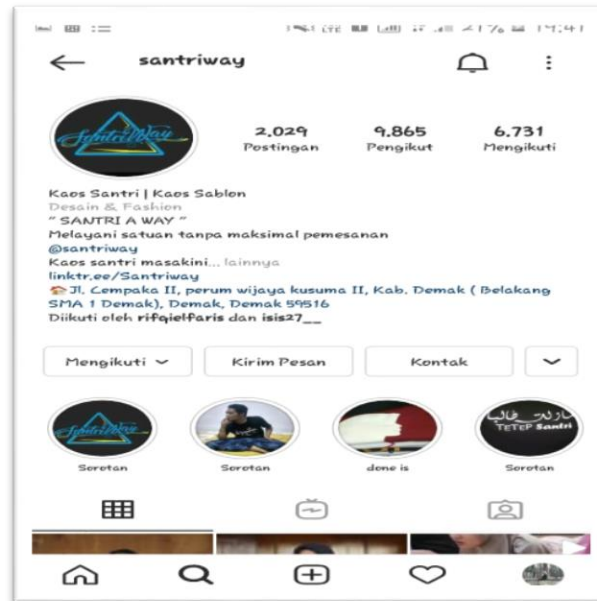 santriway
SantriWay
2.029 9.865 6.731
Postingan Pengikut Mengikuti
Kaos Santri | Kaos Sablon
Desain & Fashion
“ SANTRI A WAY ”
Melayani satuan tanpa maksimal pemesanan
@santriway
Kaos santri masakini... lainnya
linktr.ee/Santriway
Jl. Cempaka II, perum wijaya kusuma II, Kab. Demak ( Belakang
SMA 1 Demak), Demak, Demak 59516
Diikuti oleh rifqielfaris dan isis27__
Mengikuti Kirim Pesan Kontak
SantriWay
TETEP Santri
Sorotan Sorotan done is Sorotan